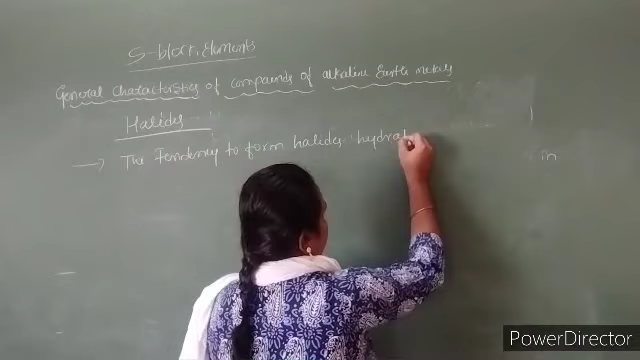 S-block Elements
General characteristics of compounds of alkaline Earth metals
Halides
→ The Tendency to form halides hydrat
in
PowerDirector